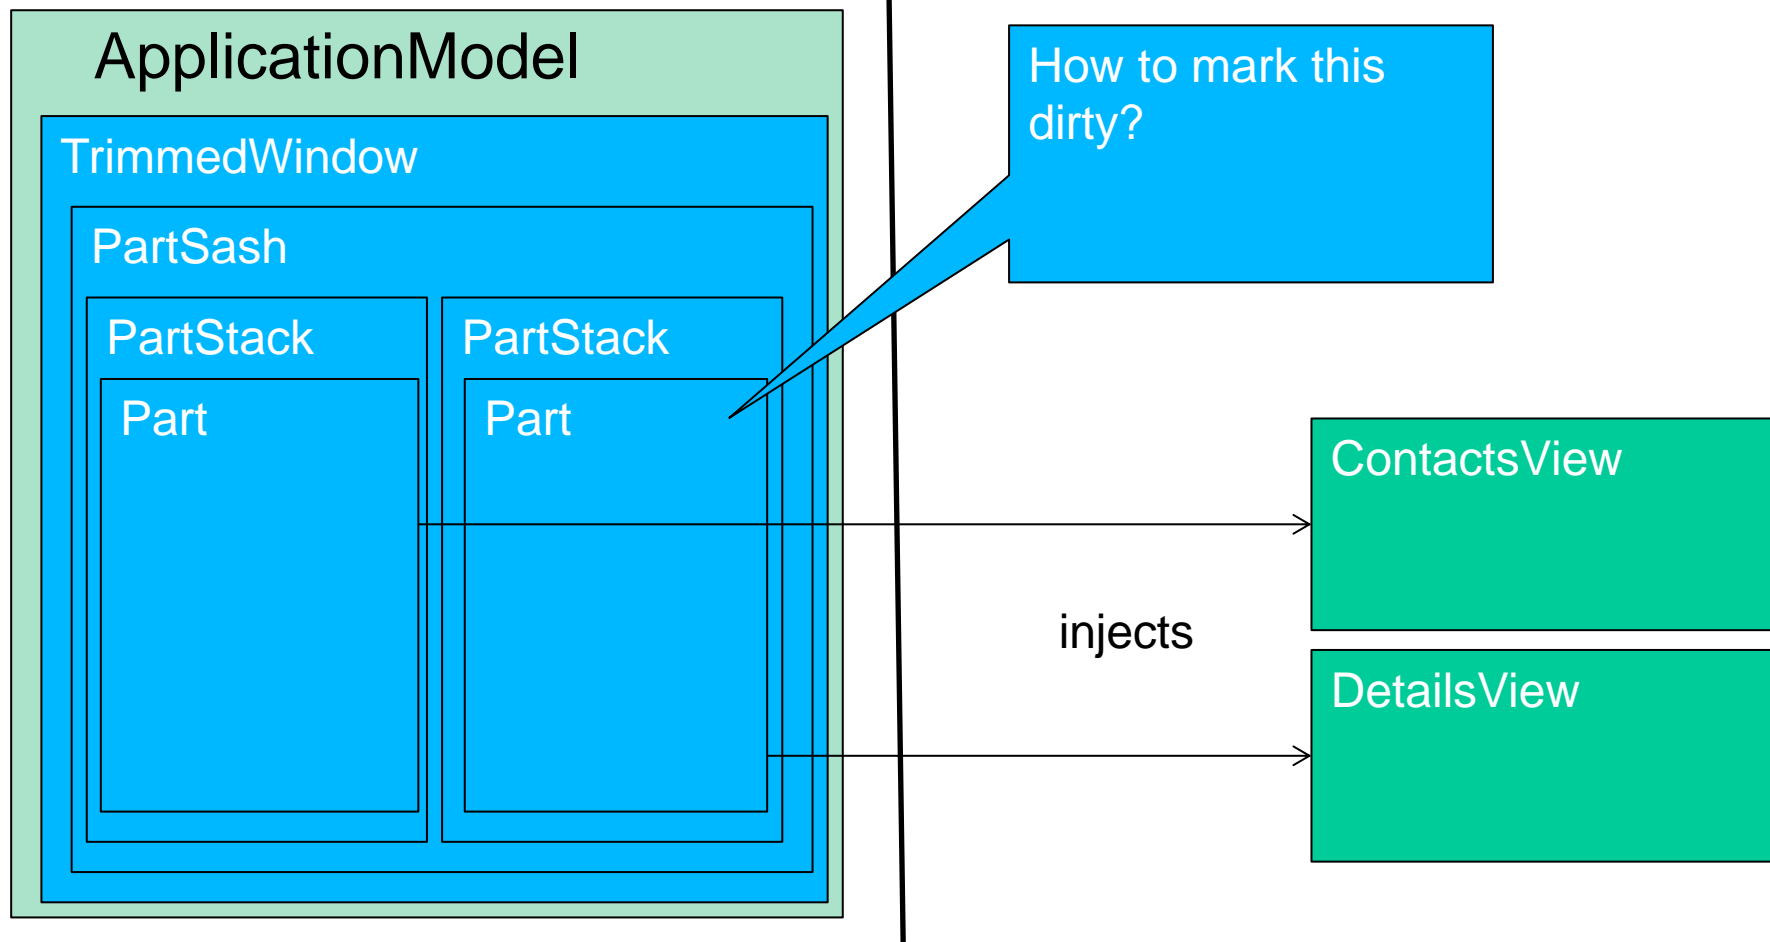 ApplicationModel
TrimmedWindow
PartSash
PartStack
Part
PartStack
Part
How to mark this
dirty?
ContactsView
injects
DetailsView